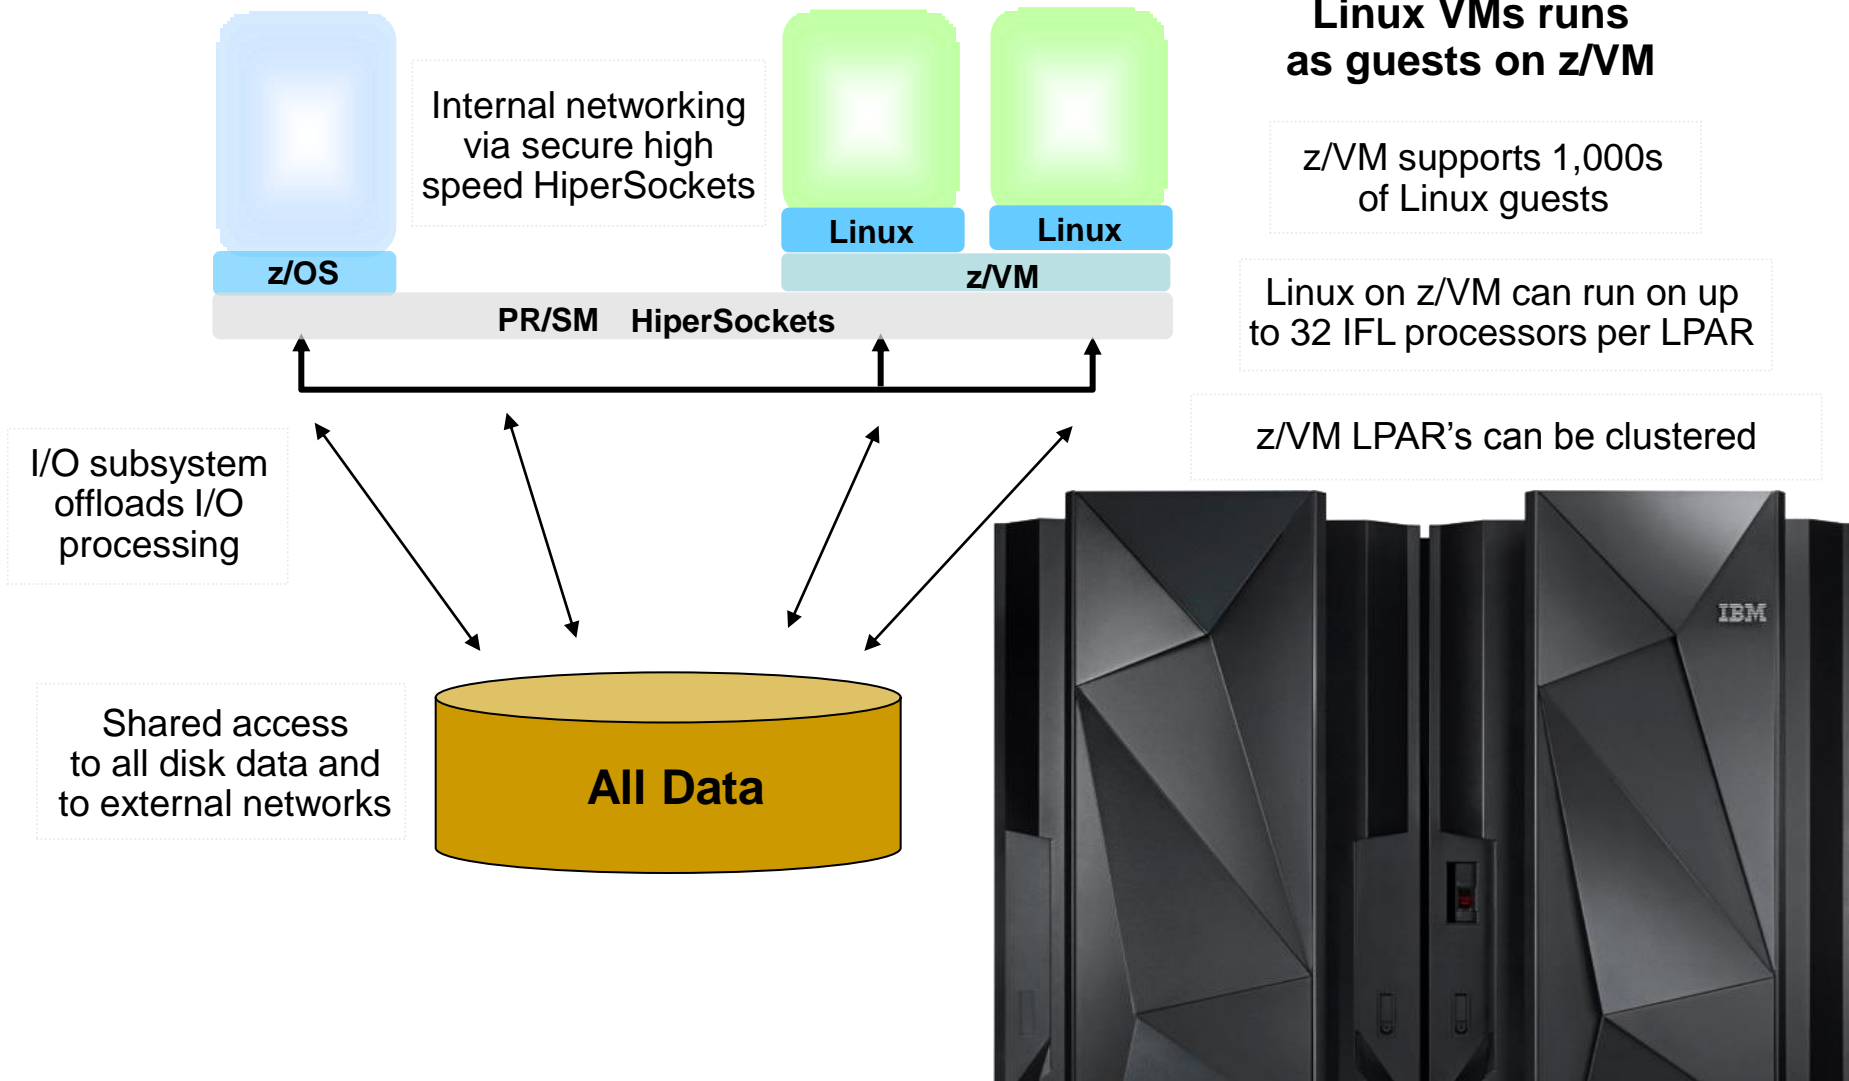 Linux VMs runs
as guests on z/VM
Internal networking
via secure high
speed HiperSockets
z/VM supports 1,000s
of Linux guests
Linux
Linux
z/OS
z/VM
Linux on z/VM can run on up
to 32 IFL processors per LPAR
PR/SM HiperSockets
z/VM LPAR’s can be clustered
I/O subsystem
offloads I/O
processing
IBM
Shared access
to all disk data and
to external networks
All Data